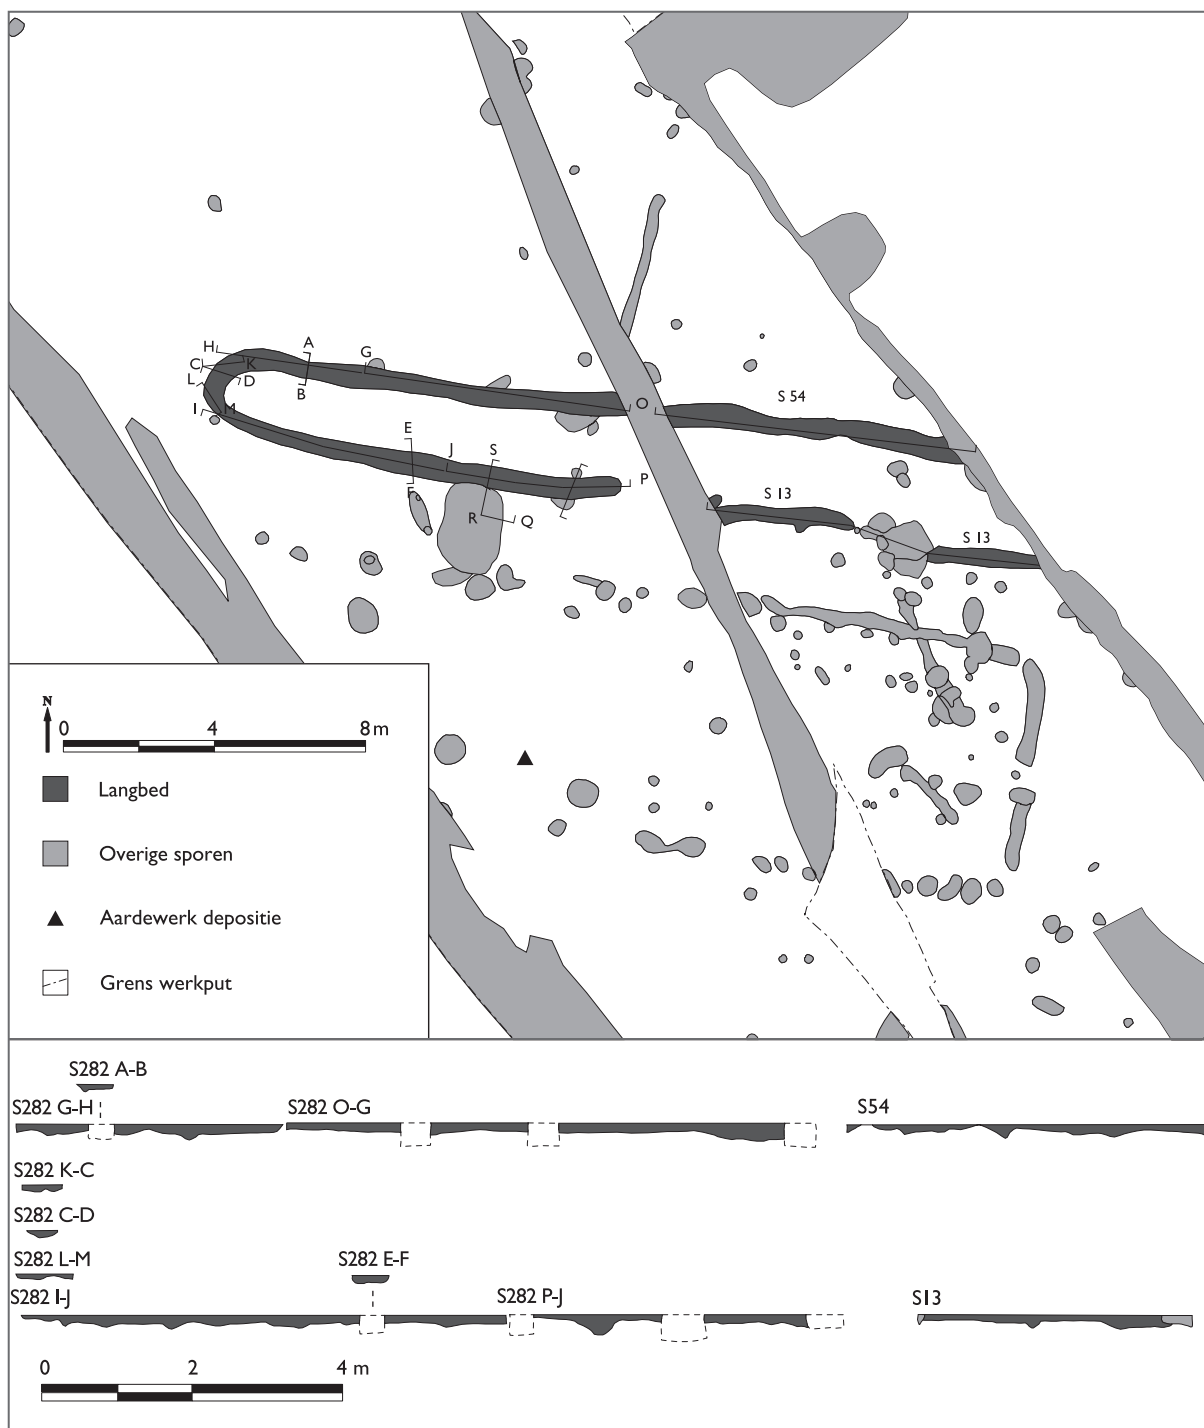 H
A
G
C
K
L
D
B
I
M
O
S 54
E
J
S
P
F
R
Q
S 13
S 13
N
0 4 8 m
Langbed
Overige sporen
Aardewerk depositie
Grens werkput
S282 A-B
S282 G-H
S282 O-G
S54
S282 K-C
S282 C-D
S282 L-M
S282 E-F
S282 I-J
S282 P-J
S13
0 2 4 m